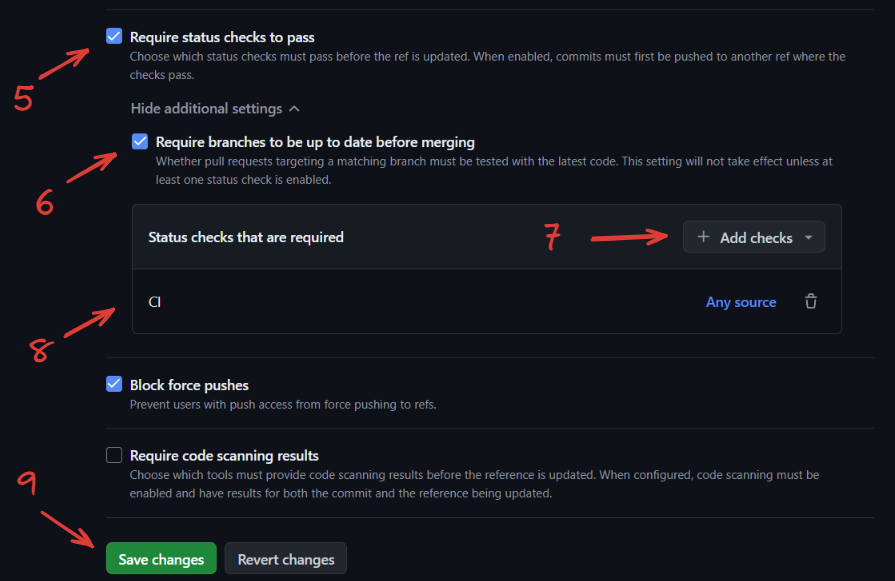 Require status checks to pass
Choose which status checks must pass before the ref is updated. When enabled, commits must first be pushed to another ref where the
checks pass.
5
Hide additional settings
Require branches to be up to date before merging
Whether pull requests targeting a matching branch must be tested with the latest code. This setting will not take effect unless at
least one status check is enabled.
6
Status checks that are required
7
+ Add checks
CI
Any source
8
Block force pushes
Prevent users with push access from force pushing to refs.
Require code scanning results
Choose which tools must provide code scanning results before the reference is updated. When configured, code scanning must be
enabled and have results for both the commit and the reference being updated.
9
Save changes
Revert changes